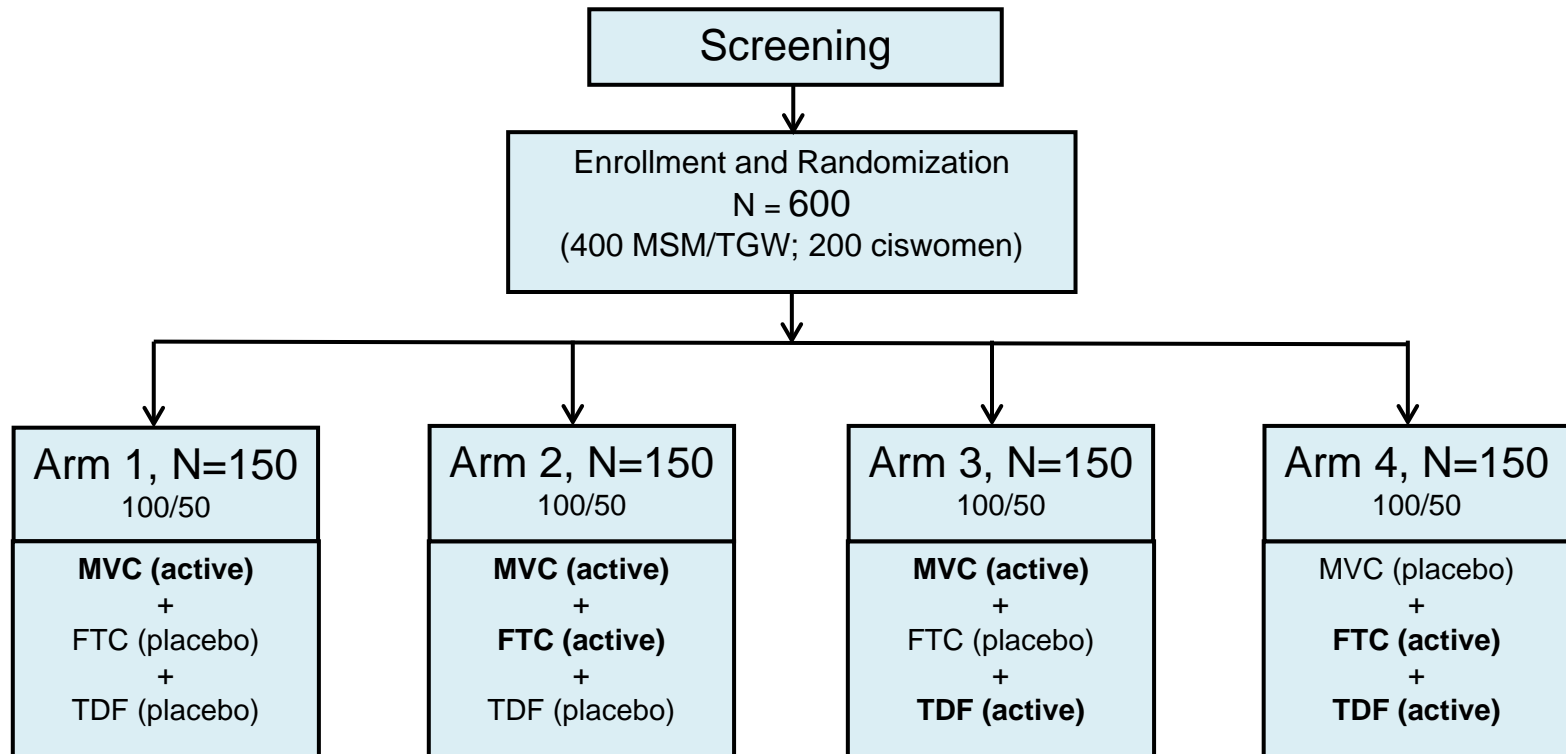 Screening
Enrollment and Randomization
N = 600
(400 MSM/TGW; 200 ciswomen)
Arm 1, N=150
100/50
MVC (active)
+
FTC (placebo)
+
TDF (placebo)
Arm 2, N=150
100/50
MVC (active)
+
FTC (active)
+
TDF (placebo)
Arm 3, N=150
100/50
MVC (active)
+
FTC (placebo)
+
TDF (active)
Arm 4, N=150
100/50
MVC (placebo)
+
FTC (active)
+
TDF (active)